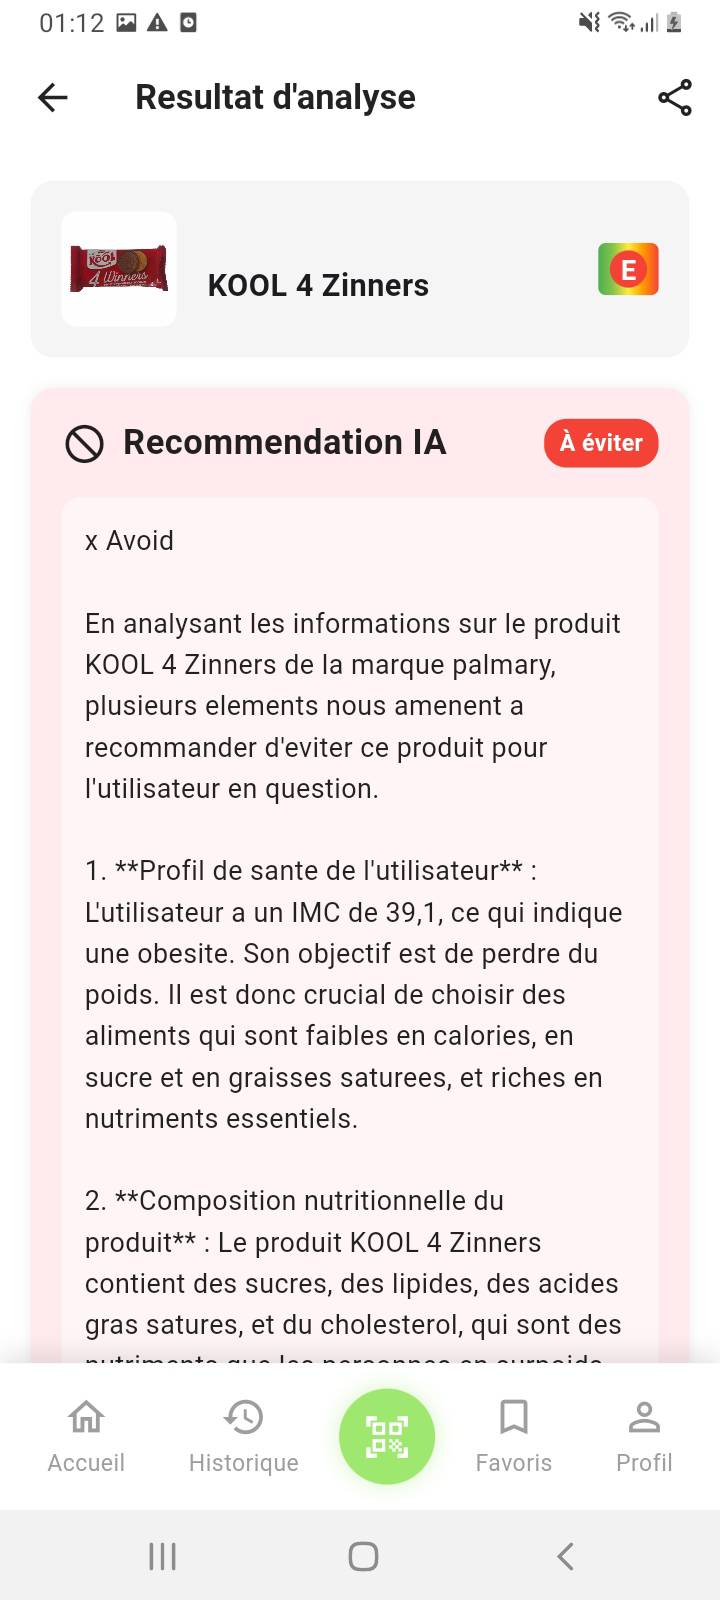 01:12
Resultat d'analyse
KOOL
4 Winners
KOOL 4 Zinners
E
Recommendation IA
À éviter
x Avoid
En analysant les informations sur le produit
KOOL 4 Zinners de la marque palmary,
plusieurs elements nous amenent a
recommander d'eviter ce produit pour
l'utilisateur en question.
1. **Profil de sante de l'utilisateur** :
L'utilisateur a un IMC de 39,1, ce qui indique
une obesite. Son objectif est de perdre du
poids. Il est donc crucial de choisir des
aliments qui sont faibles en calories, en
sucre et en graisses saturees, et riches en
nutriments essentiels.
2. **Composition nutritionnelle du
produit** : Le produit KOOL 4 Zinners
contient des sucres, des lipides, des acides
gras satures, et du cholesterol, qui sont des
nutriments que les personnes en surpoids
Accueil
Historique
Favoris
Profil